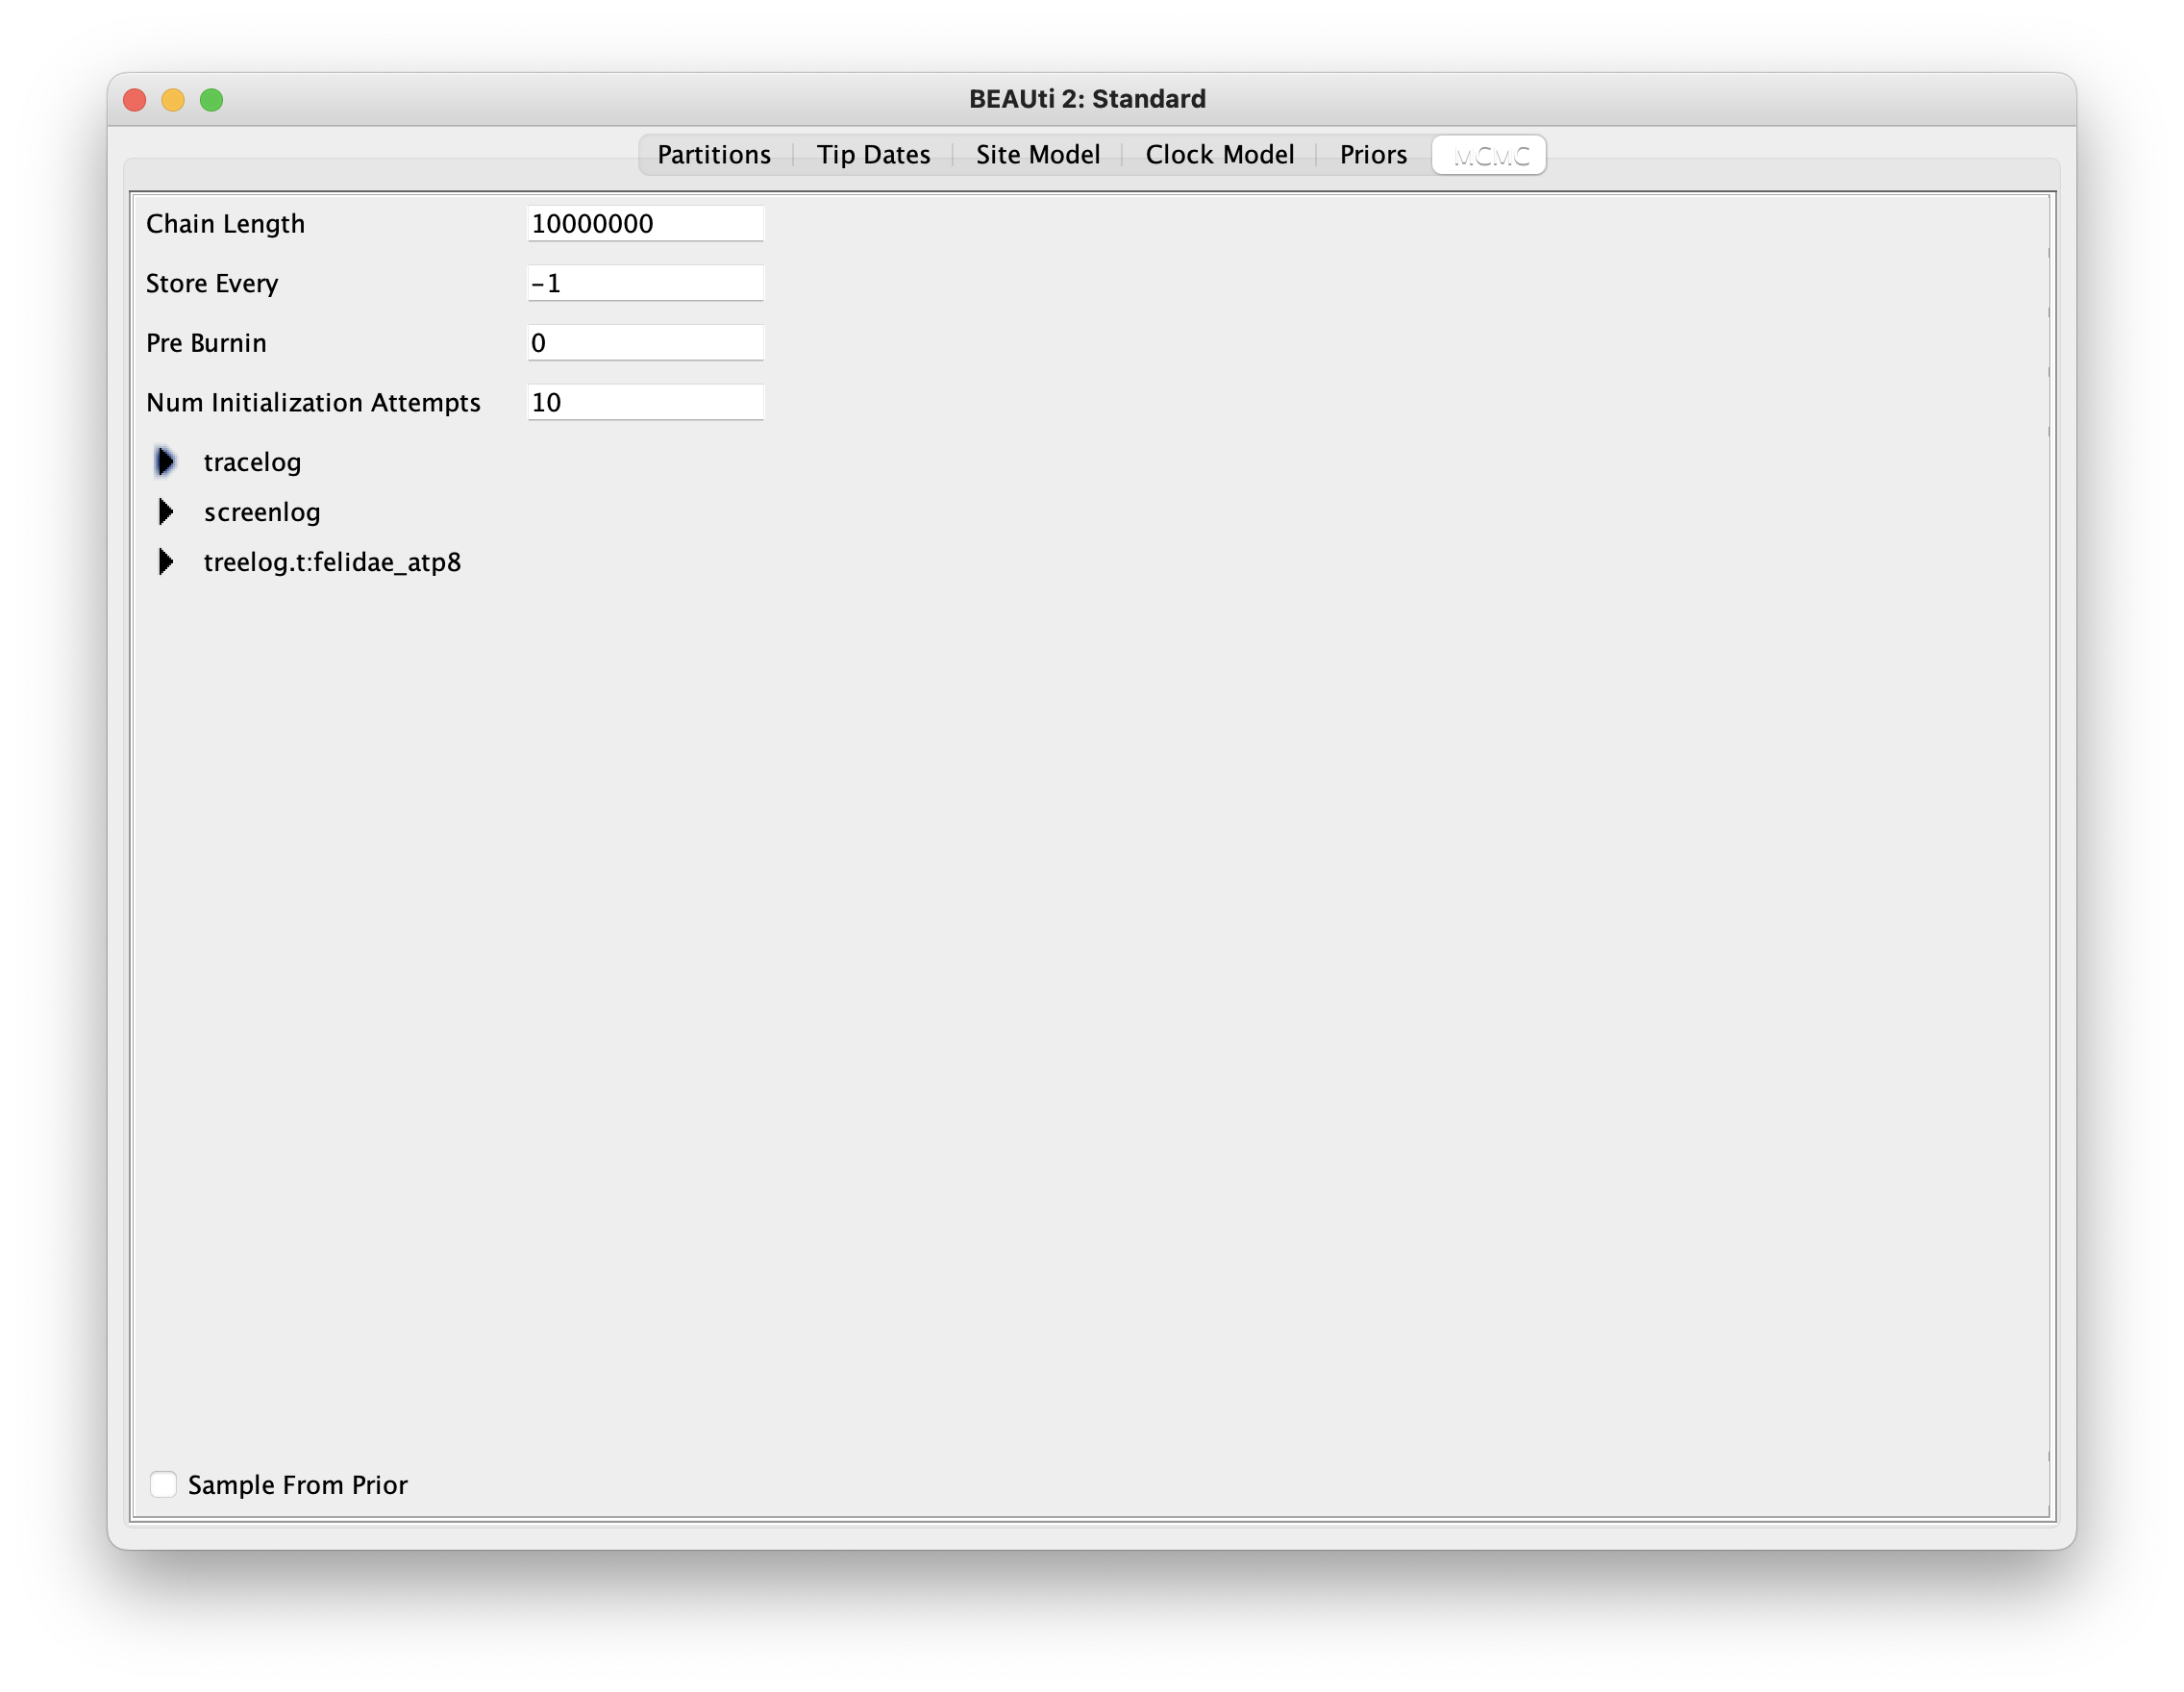 BEAUti 2: Standard
Partitions Tip Dates Site Model Clock Model Priors MCMC
Chain Length 10000000
Store Every -1
Pre Burnin 0
Num Initialization Attempts 10
tracelog
screenlog
treelog.t:felidae_atp8
Sample From Prior